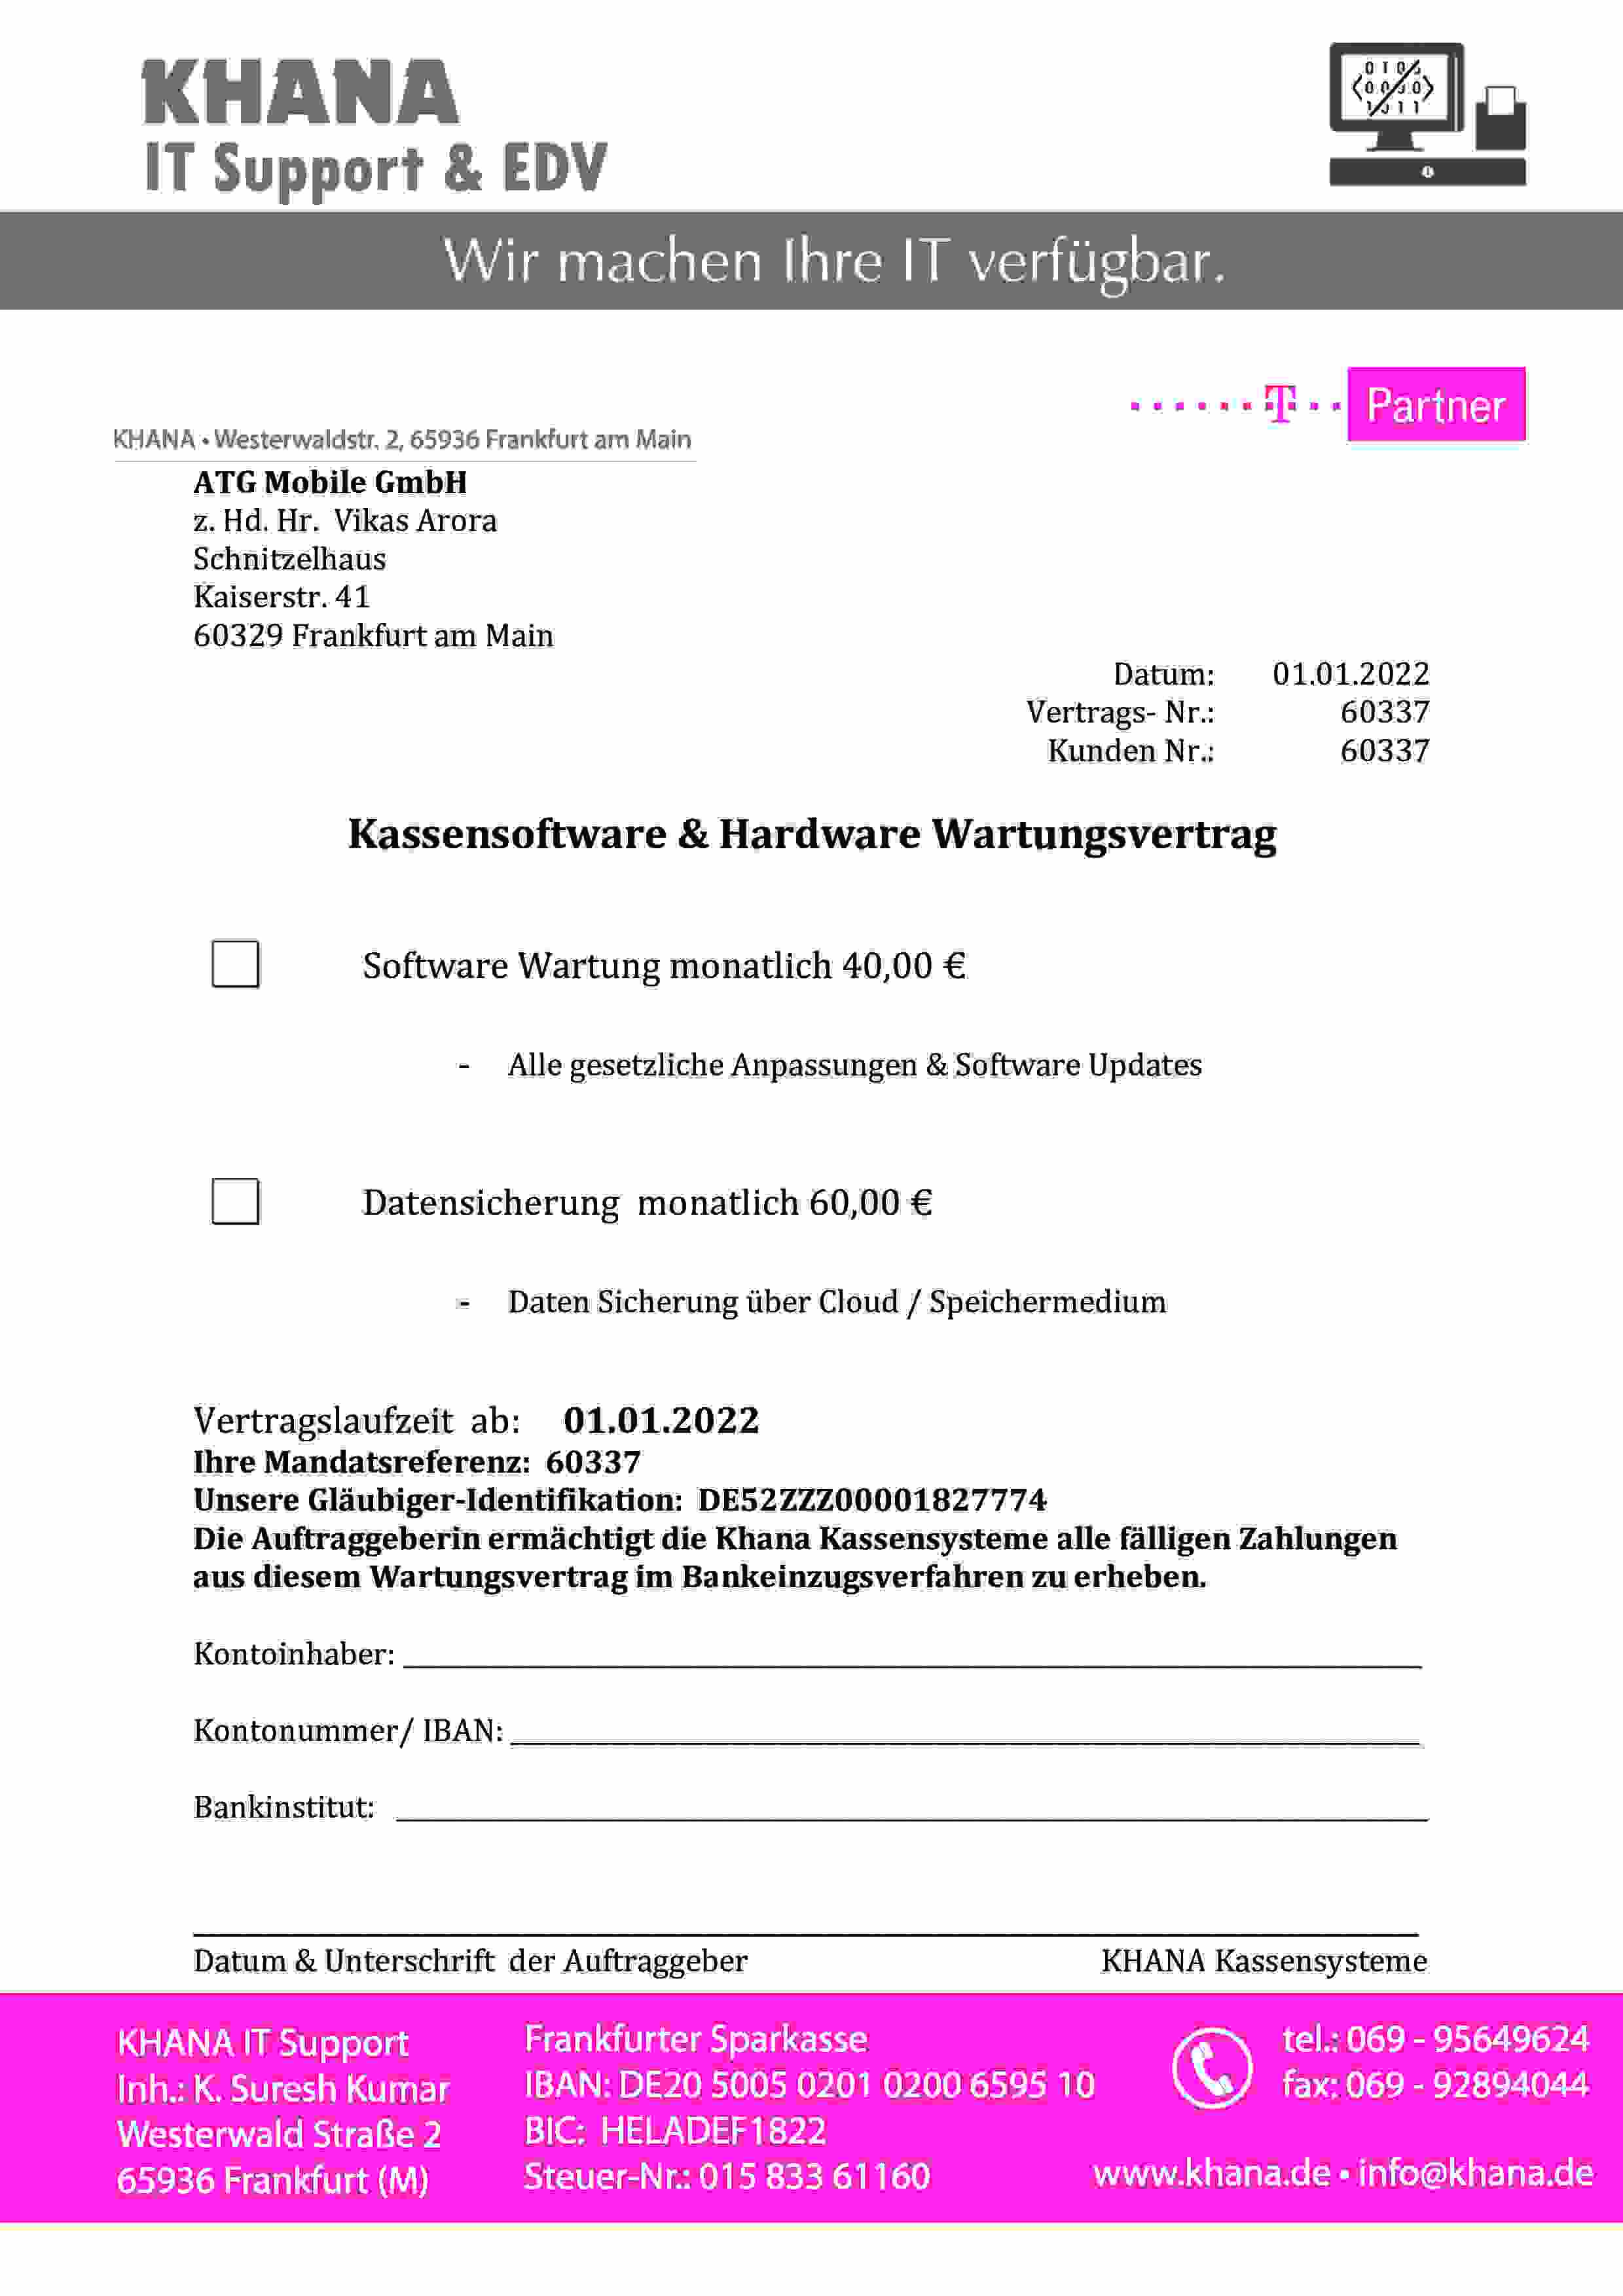 KHANA
IT Support & EDV
Wir machen Ihre IT verfügbar.
T Partner
KHANA • Westerwaldstr. 2, 65936 Frankfurt am Main
ATG Mobile GmbH
z. Hd. Hr. Vikas Arora
Schnitzelhaus
Kaiserstr. 41
60329 Frankfurt am Main
Datum: 01.01.2022
Vertrags- Nr.: 60337
Kunden Nr.: 60337
Kassensoftware & Hardware Wartungsvertrag
Software Wartung monatlich 40,00 €
- Alle gesetzliche Anpassungen & Software Updates
Datensicherung monatlich 60,00 €
- Daten Sicherung über Cloud / Speichermedium
Vertragslaufzeit ab: 01.01.2022
Ihre Mandatsreferenz: 60337
Unsere Gläubiger-Identifikation: DE52ZZZ00001827774
Die Auftraggeberin ermächtigt die Khana Kassensysteme alle fälligen Zahlungen
aus diesem Wartungsvertrag im Bankeinzugsverfahren zu erheben.
Kontoinhaber:
Kontonummer/ IBAN:
Bankinstitut:
Datum & Unterschrift der Auftraggeber KHANA Kassensysteme
KHANA IT Support
Inh.: K. Suresh Kumar
Westerwald Straße 2
65936 Frankfurt (M)
Frankfurter Sparkasse
IBAN: DE20 5005 0201 0200 6595 10
BIC: HELADEF1822
Steuer-Nr.: 015 833 61160
tel.: 069 - 95649624
fax: 069 - 92894044
www.khana.de • info@khana.de